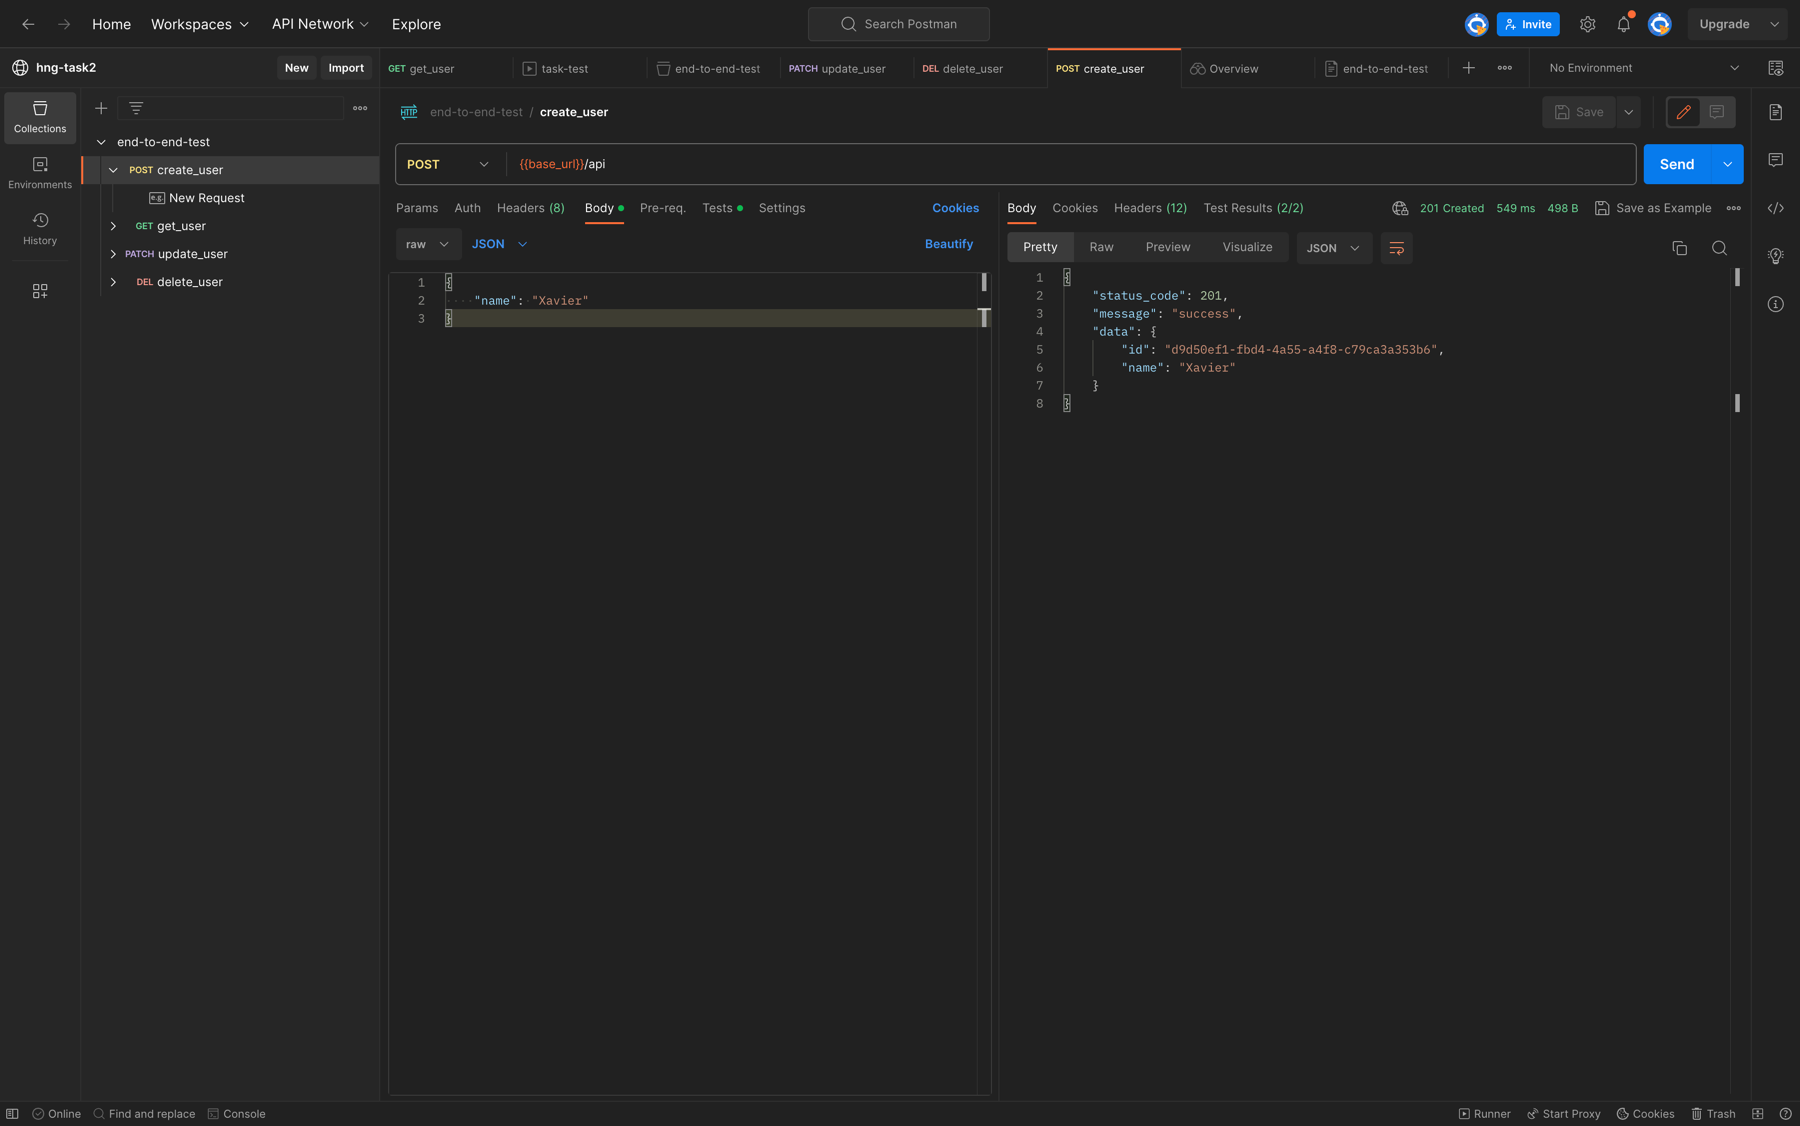 Home Workspaces API Network Explore Search Postman Invite Upgrade
hng-task2 New Import
GET get_user task-test end-to-end-test PATCH update_user DEL delete_user POST create_user Overview end-to-end-test No Environment
Collections
Environments
History
end-to-end-test
POST create_user
e.g. New Request
GET get_user
PATCH update_user
DEL delete_user
HTTP end-to-end-test / create_user Save
POST {{base_url}}/api Send
Params Auth Headers (8) Body Pre-req. Tests Settings Cookies
raw JSON Beautify
1 {
2 ····"name":·"Xavier"
3 }
Body Cookies Headers (12) Test Results (2/2) 201 Created 549 ms 498 B Save as Example
Pretty Raw Preview Visualize JSON
1 {
2 "status_code": 201,
3 "message": "success",
4 "data": {
5 "id": "d9d50ef1-fbd4-4a55-a4f8-c79ca3a353b6",
6 "name": "Xavier"
7 }
8 }
Online Find and replace Console Runner Start Proxy Cookies Trash